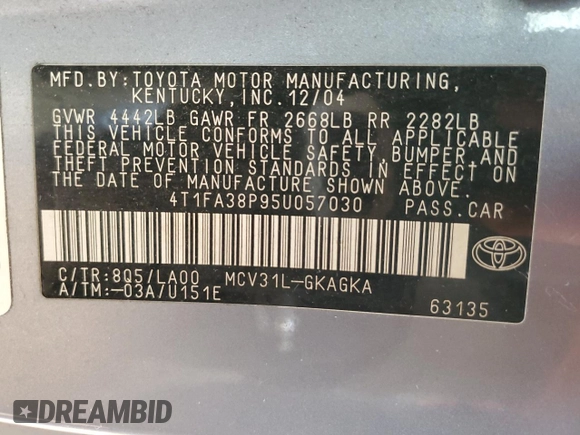 MFD. BY: TOYOTA MOTOR MANUFACTURING,
KENTUCKY, INC. 12/04
GVWR 4442LB GAWR FR 2668LB RR 2282LB
THIS VEHICLE CONFORMS TO ALL APPLICABLE
FEDERAL MOTOR VEHICLE SAFETY, BUMPER, AND
THEFT PREVENTION STANDARDS IN EFFECT ON
THE DATE OF MANUFACTURE SHOWN ABOVE.
4T1FA38P95U057030 PASS. CAR
C/TR: 8Q5/LA00 MCV31L-GKAGKA
A/TM:-03A/U151E
63135
DREAMBID